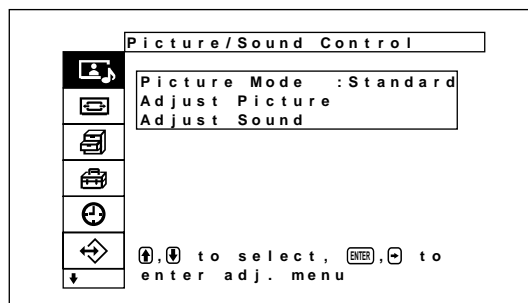 Picture/Sound Control
Picture Mode :Standard
Adjust Picture
Adjust Sound
, to select, ENTER, to
enter adj. menu